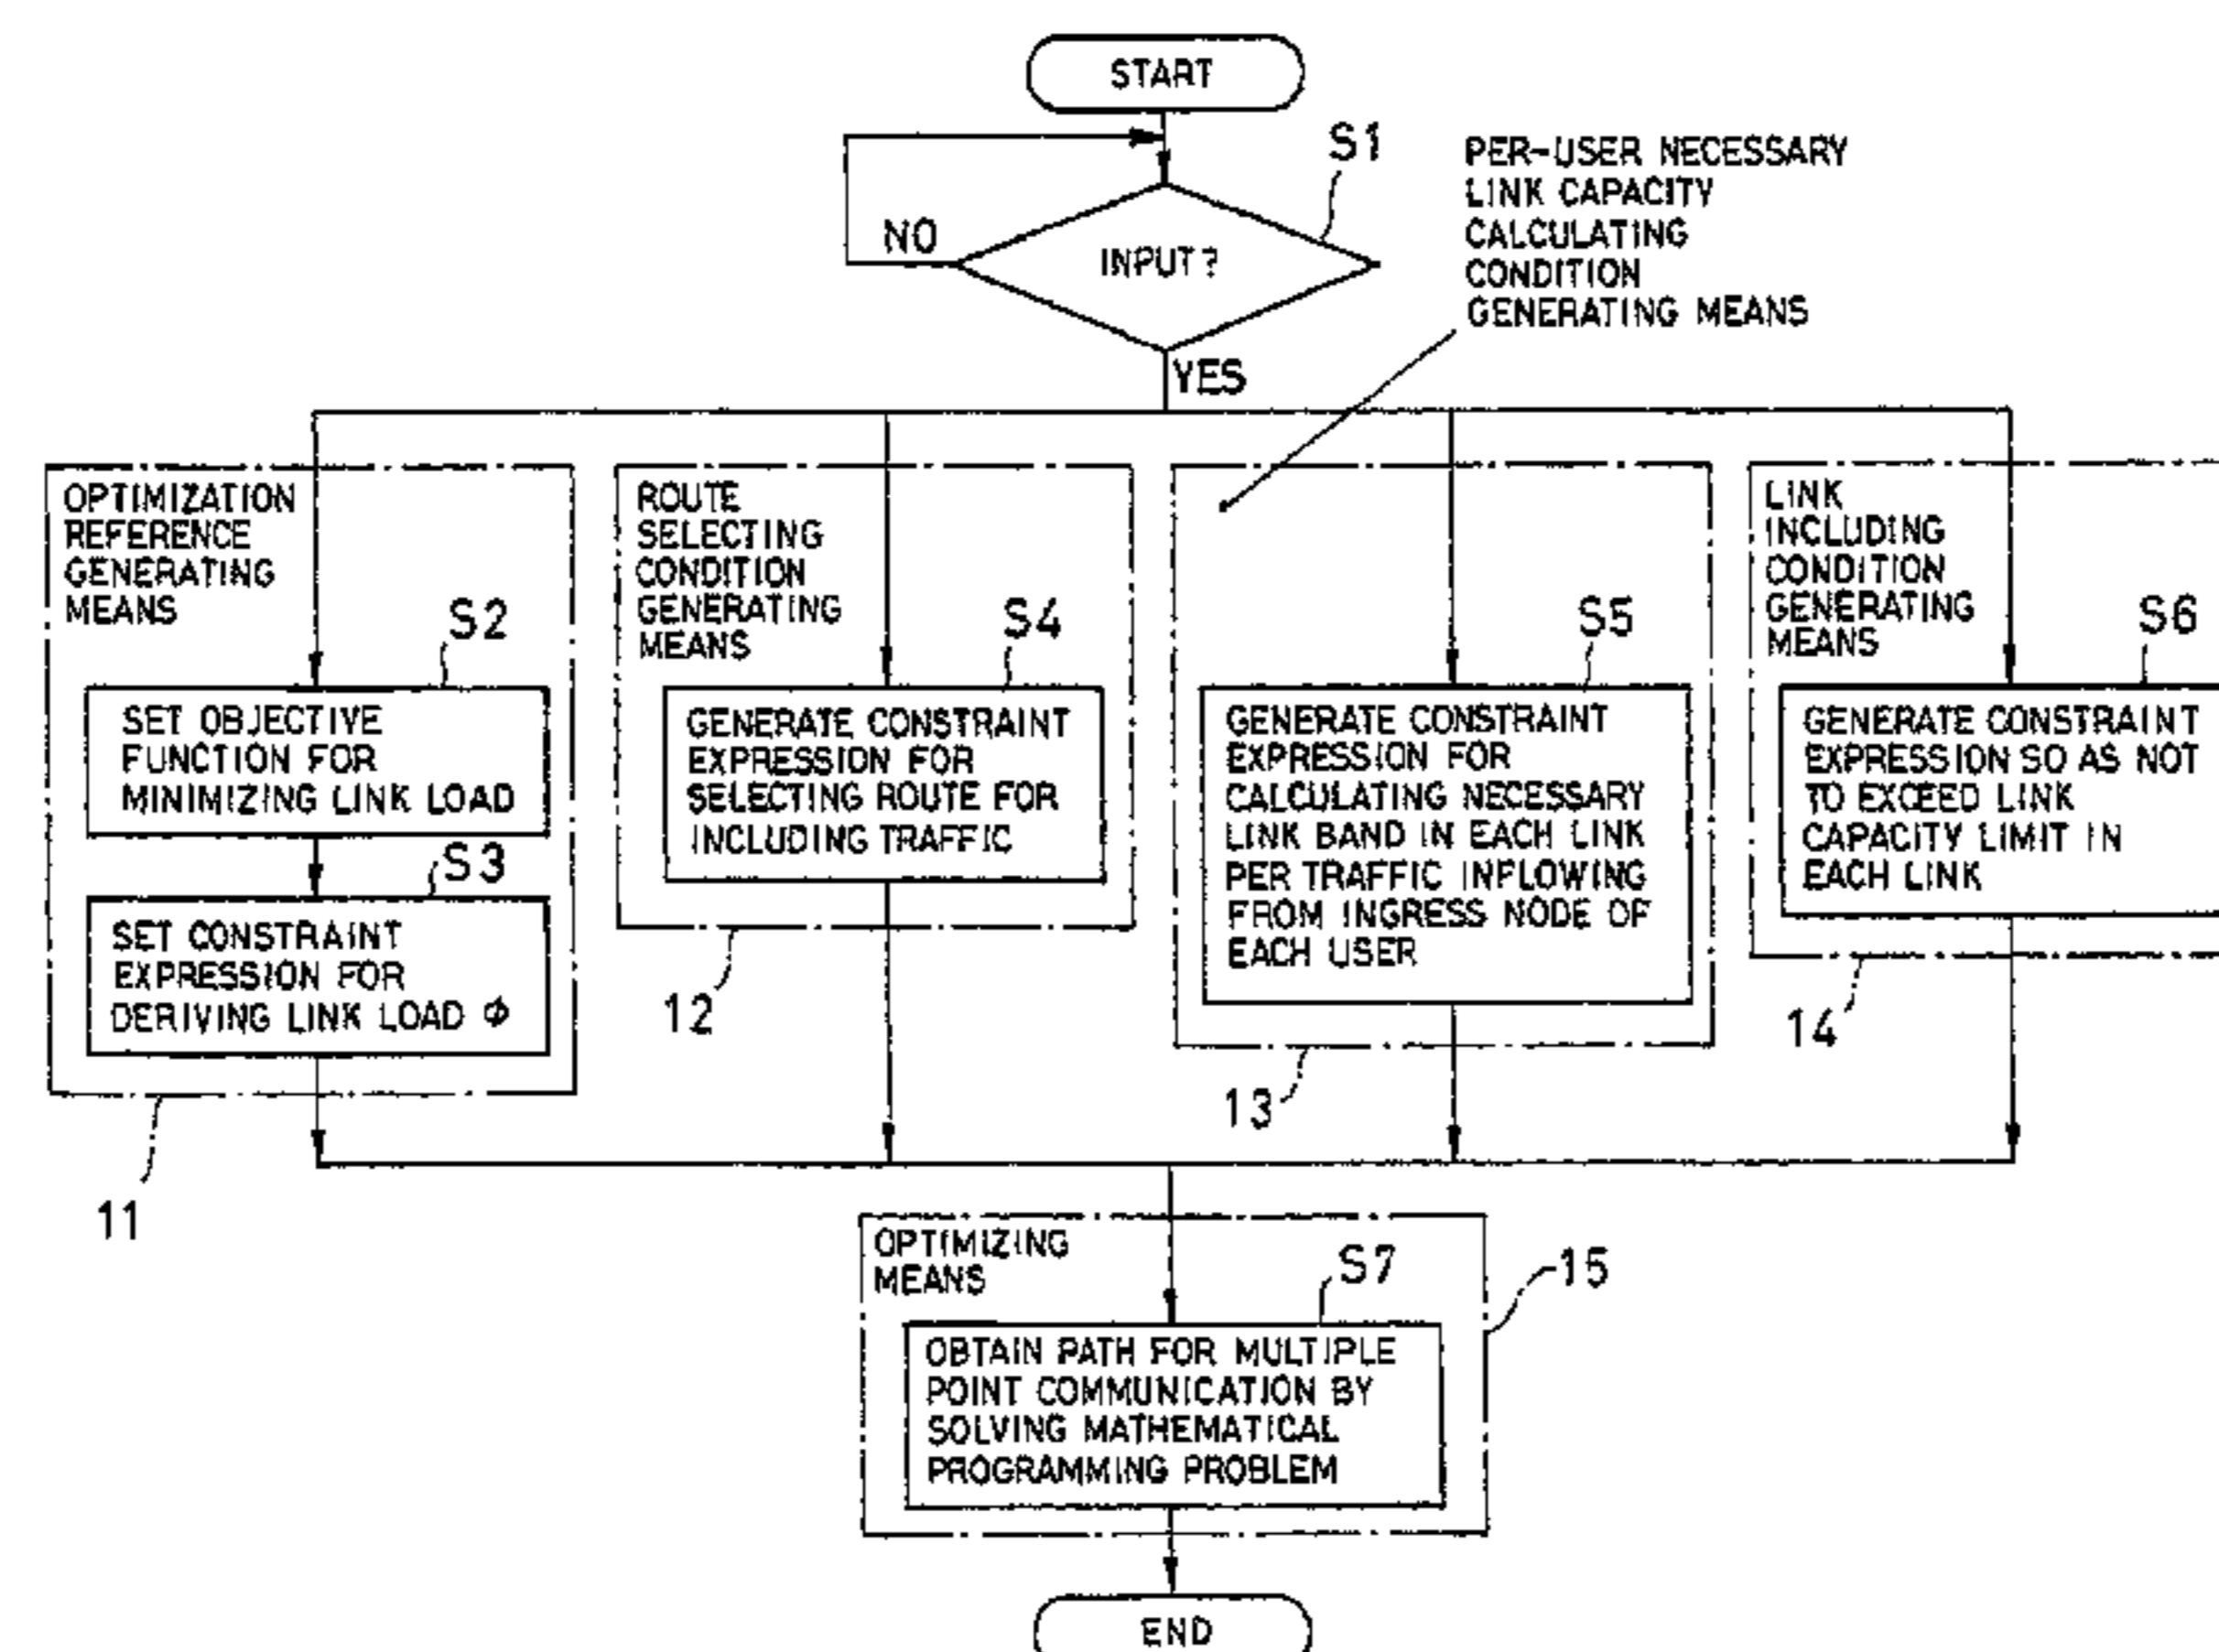 START
S1
PER-USER NECESSARY
LINK CAPACITY
CALCULATING
CONDITION
GENERATING MEANS
NO
INPUT?
YES
OPTIMIZATION
REFERENCE
GENERATING
MEANS
S2
SET OBJECTIVE
FUNCTION FOR
MINIMIZING LINK LOAD
S3
SET CONSTRAINT
EXPRESSION FOR
DERIVING LINK LOAD Φ
11
ROUTE
SELECTING
CONDITION
GENERATING
MEANS
S4
GENERATE CONSTRAINT
EXPRESSION FOR
SELECTING ROUTE FOR
INCLUDING TRAFFIC
12
S5
GENERATE CONSTRAINT
EXPRESSION FOR
CALCULATING NECESSARY
LINK BAND IN EACH LINK
PER TRAFFIC INFLOWING
FROM INGRESS NODE OF
EACH USER
13
LINK
INCLUDING
CONDITION
GENERATING
MEANS
S6
GENERATE CONSTRAINT
EXPRESSION SO AS NOT
TO EXCEED LINK
CAPACITY LIMIT IN
EACH LINK
14
OPTIMIZING
MEANS
S7
15
OBTAIN PATH FOR MULTIPLE
POINT COMMUNICATION BY
SOLVING MATHEMATICAL
PROGRAMMING PROBLEM
END